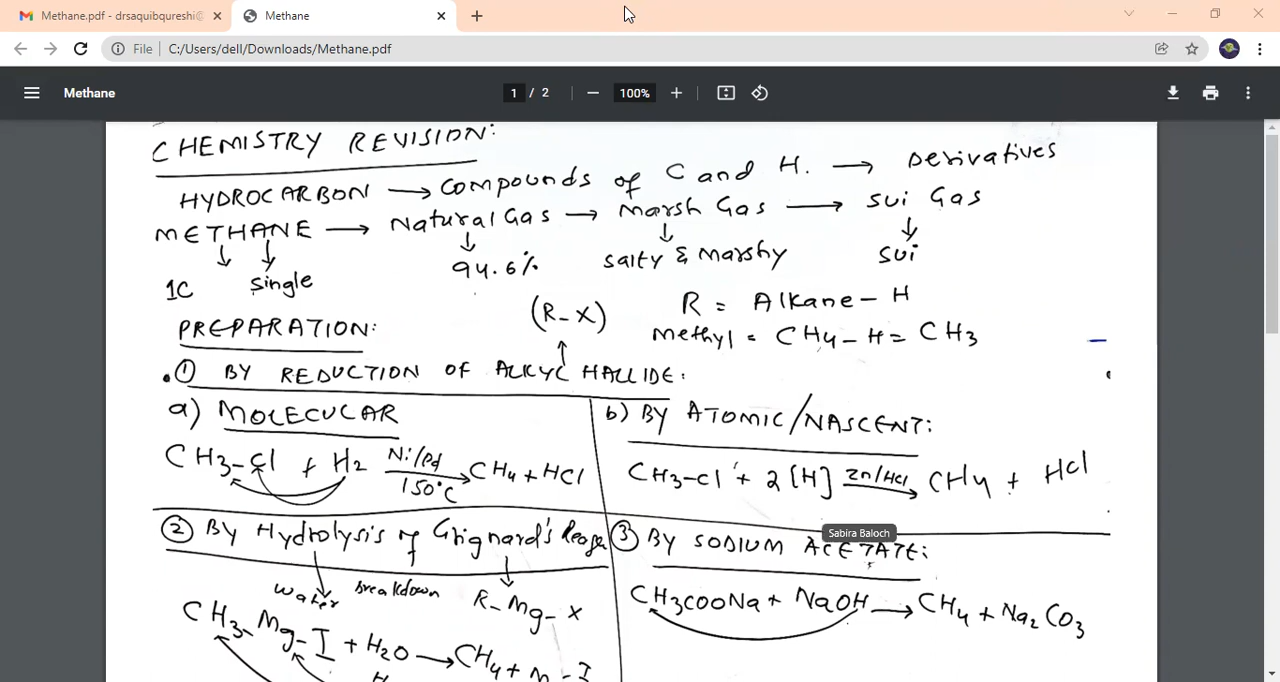 Methane.pdf - drsaquibqureshi@
Methane
File C:/Users/dell/Downloads/Methane.pdf
Methane
1 / 2
100%
CHEMISTRY REVISION:
HYDROCARBON → Compounds of C and H. → Derivatives
METHANE → Natural Gas → Marsh Gas → Sui Gas
1C single 94.6% salty & marshy sui
(R-X) R = Alkane - H
PREPARATION: methyl = CH4 - H = CH3
① BY REDUCTION OF ALKYL HALLIDE:
a) MOLECULAR
CH3-Cl + H2 Ni/Pd 150°C → CH4 + HCl
b) BY ATOMIC/NASCENT:
CH3-Cl + 2[H] Zn/HCl → CH4 + HCl
② BY Hydrolysis of Grignard's
water breakdown R-Mg-X
CH3-Mg-I + H2O → CH4 +
③ BY SODIUM ACETATE:
Sabira Baloch
CH3COONa + NaOH → CH4 + Na2CO3